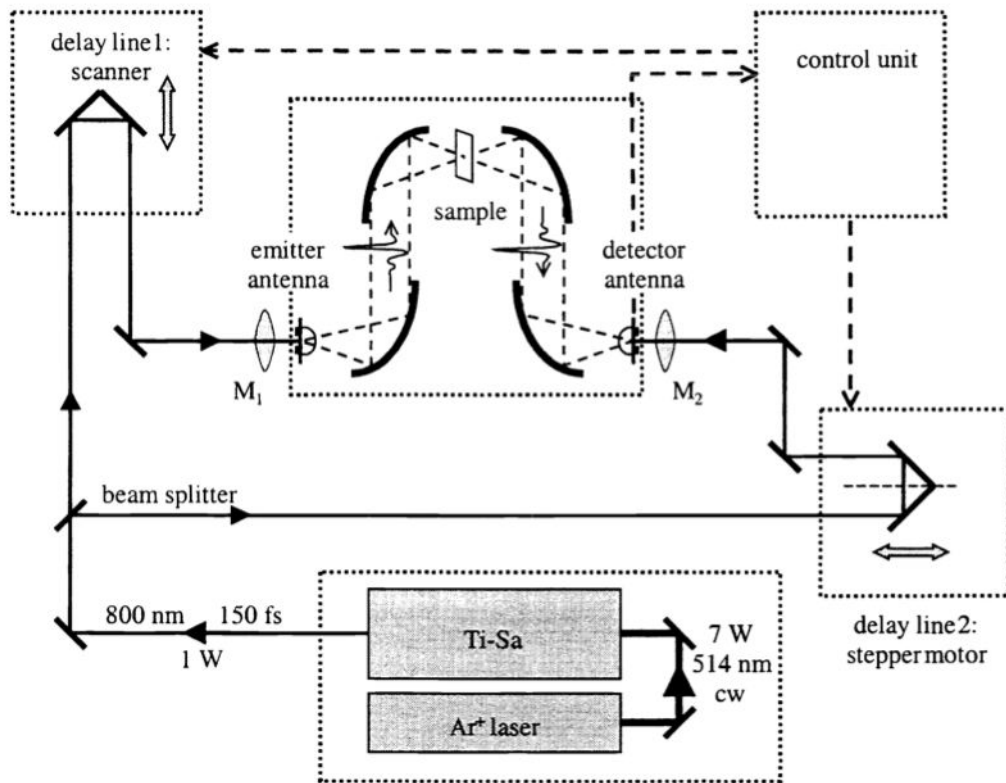 delay line1:
scanner
control unit
sample
emitter
antenna
detector
antenna
M1
M2
beam splitter
800 nm 150 fs
1 W
Ti-Sa
7 W
514 nm
cw
Ar+ laser
delay line2:
stepper motor